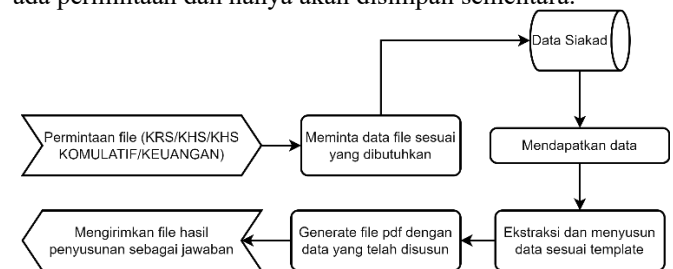 ada permintaan dan hanya akan disimpan sementara.
Data Siakad
Permintaan file (KRS/KHS/KHS
KOMULATIF/KEUANGAN)
Meminta data file sesuai
yang dibutuhkan
Mendapatkan data
Mengirimkan file hasil
penyusunan sebagai jawaban
Generate file pdf dengan
data yang telah disusun
Ekstraksi dan menyusun
data sesuai template